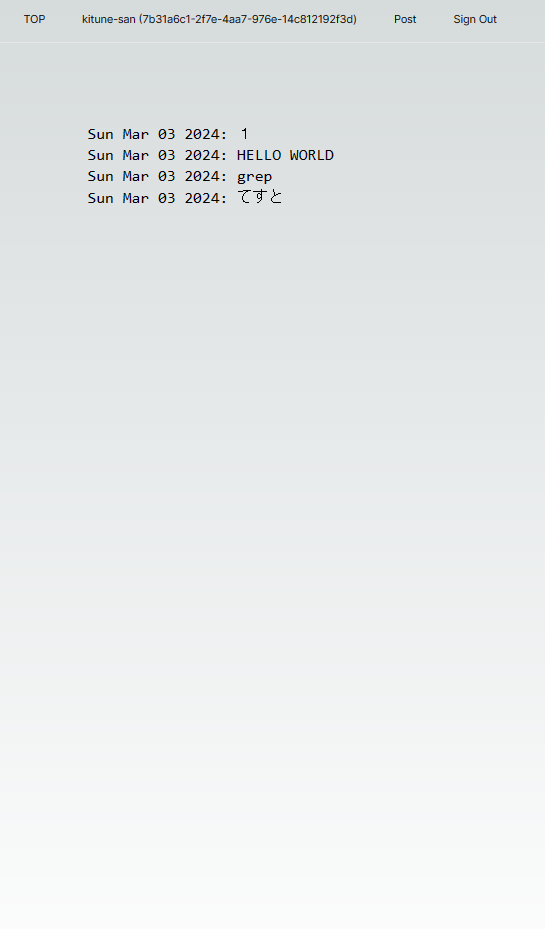 TOP kitune-san (7b31a6c1-2f7e-4aa7-976e-14c812192f3d) Post Sign Out
Sun Mar 03 2024: １
Sun Mar 03 2024: HELLO WORLD
Sun Mar 03 2024: grep
Sun Mar 03 2024: てすと